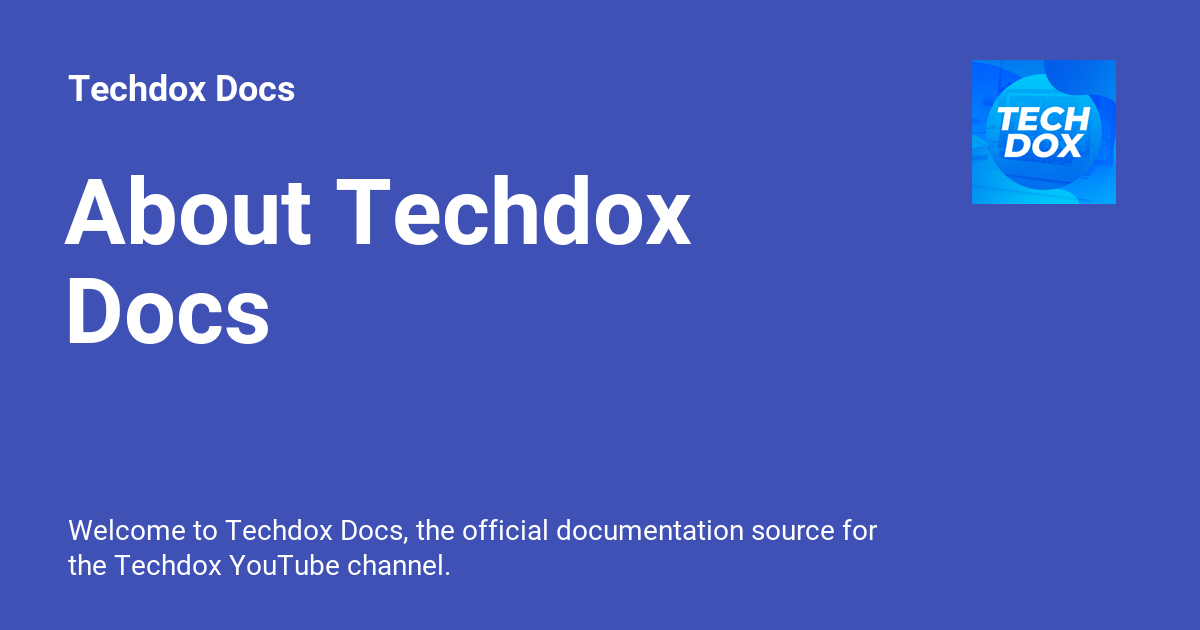 Techdox Docs
TECH
DOX
About Techdox
Docs
Welcome to Techdox Docs, the official documentation source for
the Techdox YouTube channel.